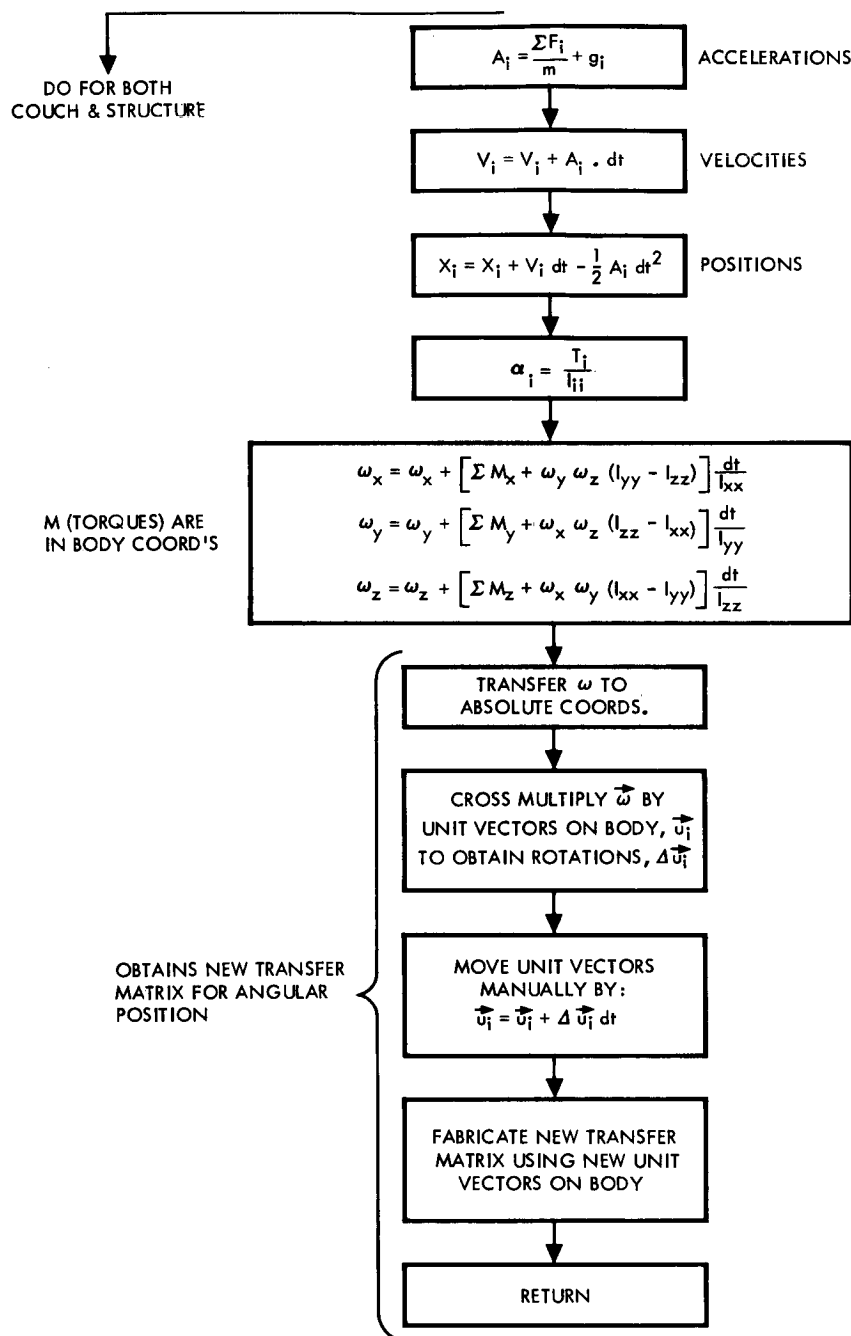 DO FOR BOTH
COUCH & STRUCTURE
A_i = ΣF_i / m + g_i
ACCELERATIONS
V_i = V_i + A_i . dt
VELOCITIES
X_i = X_i + V_i dt - 1/2 A_i dt^2
POSITIONS
α_i = T_i / I_ii
M (TORQUES) ARE
IN BODY COORD'S
ω_x = ω_x + [Σ M_x + ω_y ω_z (I_yy - I_zz)] dt / I_xx
ω_y = ω_y + [Σ M_y + ω_x ω_z (I_zz - I_xx)] dt / I_yy
ω_z = ω_z + [Σ M_z + ω_x ω_y (I_xx - I_yy)] dt / I_zz
OBTAINS NEW TRANSFER
MATRIX FOR ANGULAR
POSITION
TRANSFER ω TO
ABSOLUTE COORDS.
CROSS MULTIPLY ω⃗ BY
UNIT VECTORS ON BODY, u⃗_i
TO OBTAIN ROTATIONS, Δu⃗_i
MOVE UNIT VECTORS
MANUALLY BY:
u⃗_i = u⃗_i + Δ u⃗_i dt
FABRICATE NEW TRANSFER
MATRIX USING NEW UNIT
VECTORS ON BODY
RETURN